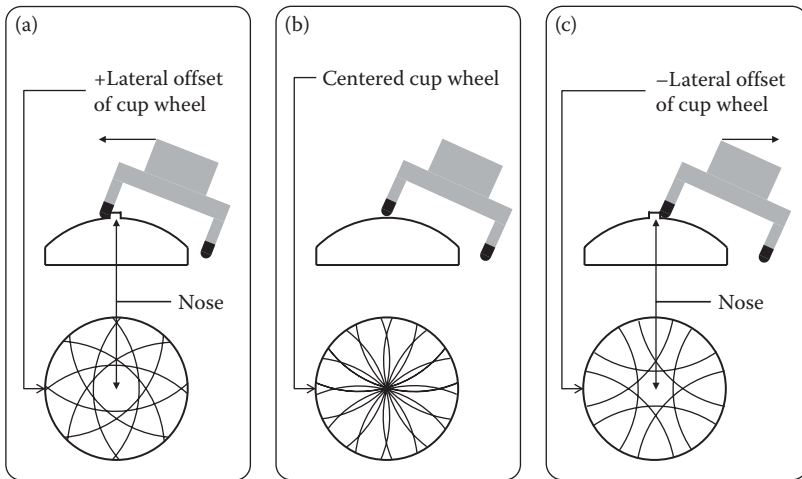 (a)
+Lateral offset
of cup wheel
Nose
(b)
Centered cup wheel
(c)
–Lateral offset
of cup wheel
Nose